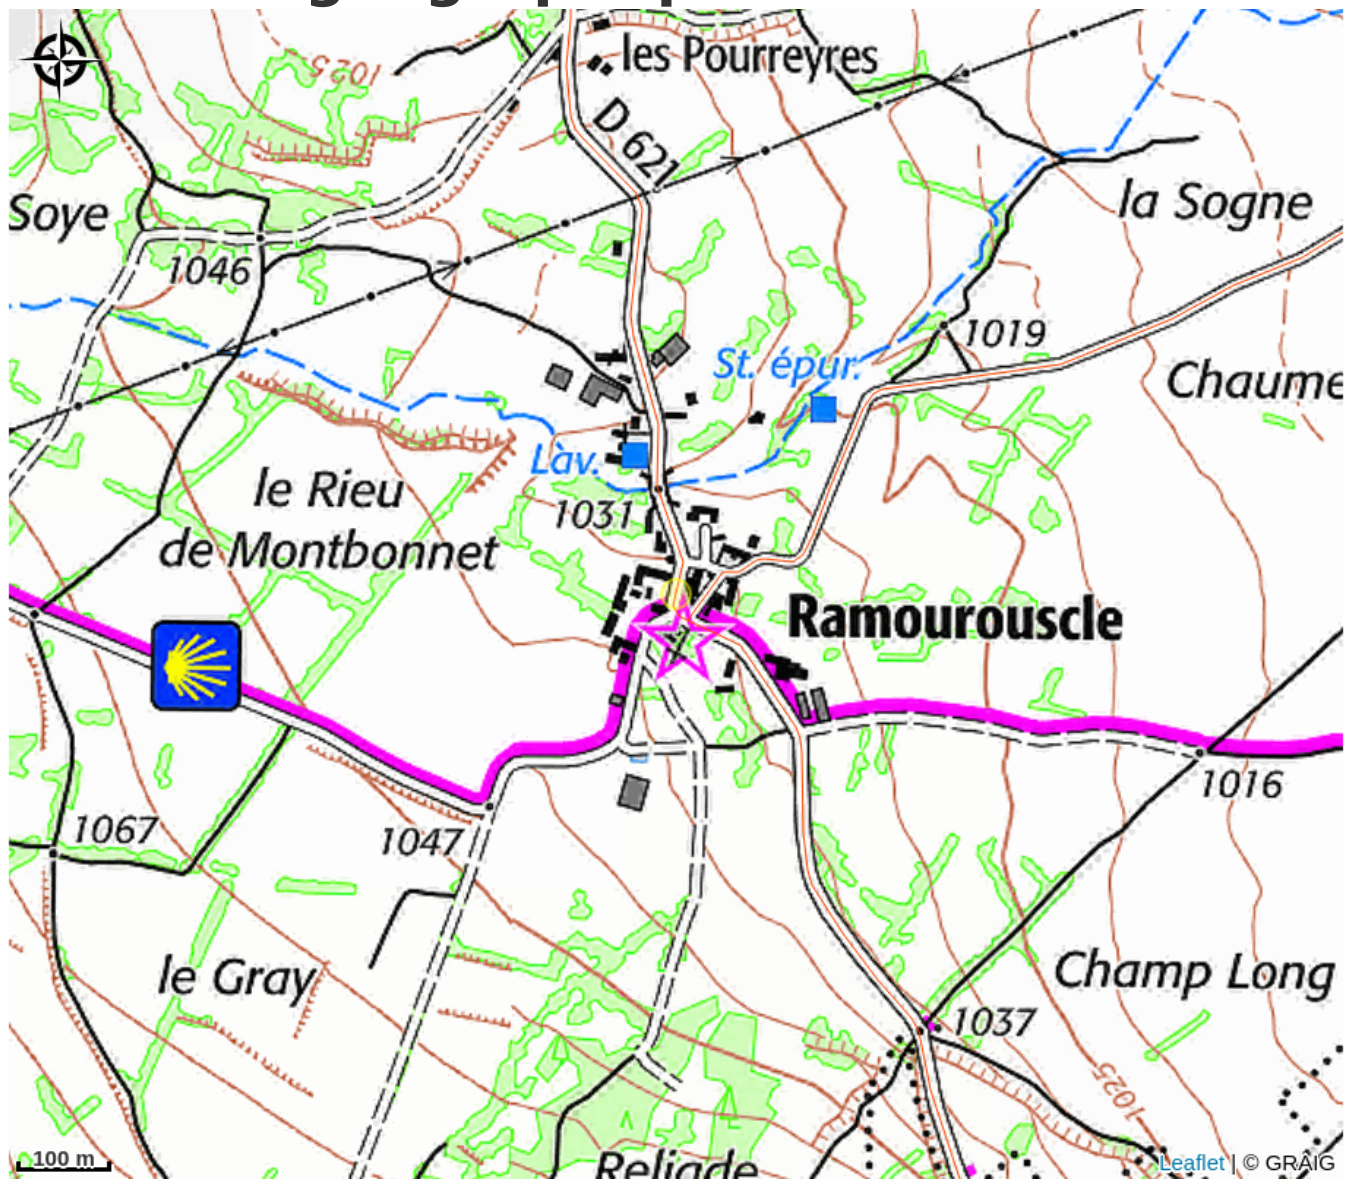 les Pourreyres
1025
D 621
Soye
la Sogne
1046
1019
St. épur.
Chaume
Lav.
le Rieu
de Montbonnet
1031
Ramourouscle
1016
1067
1047
le Gray
Champ Long
1037
1025
Reliade
100 m
Leaflet | © GRAIG